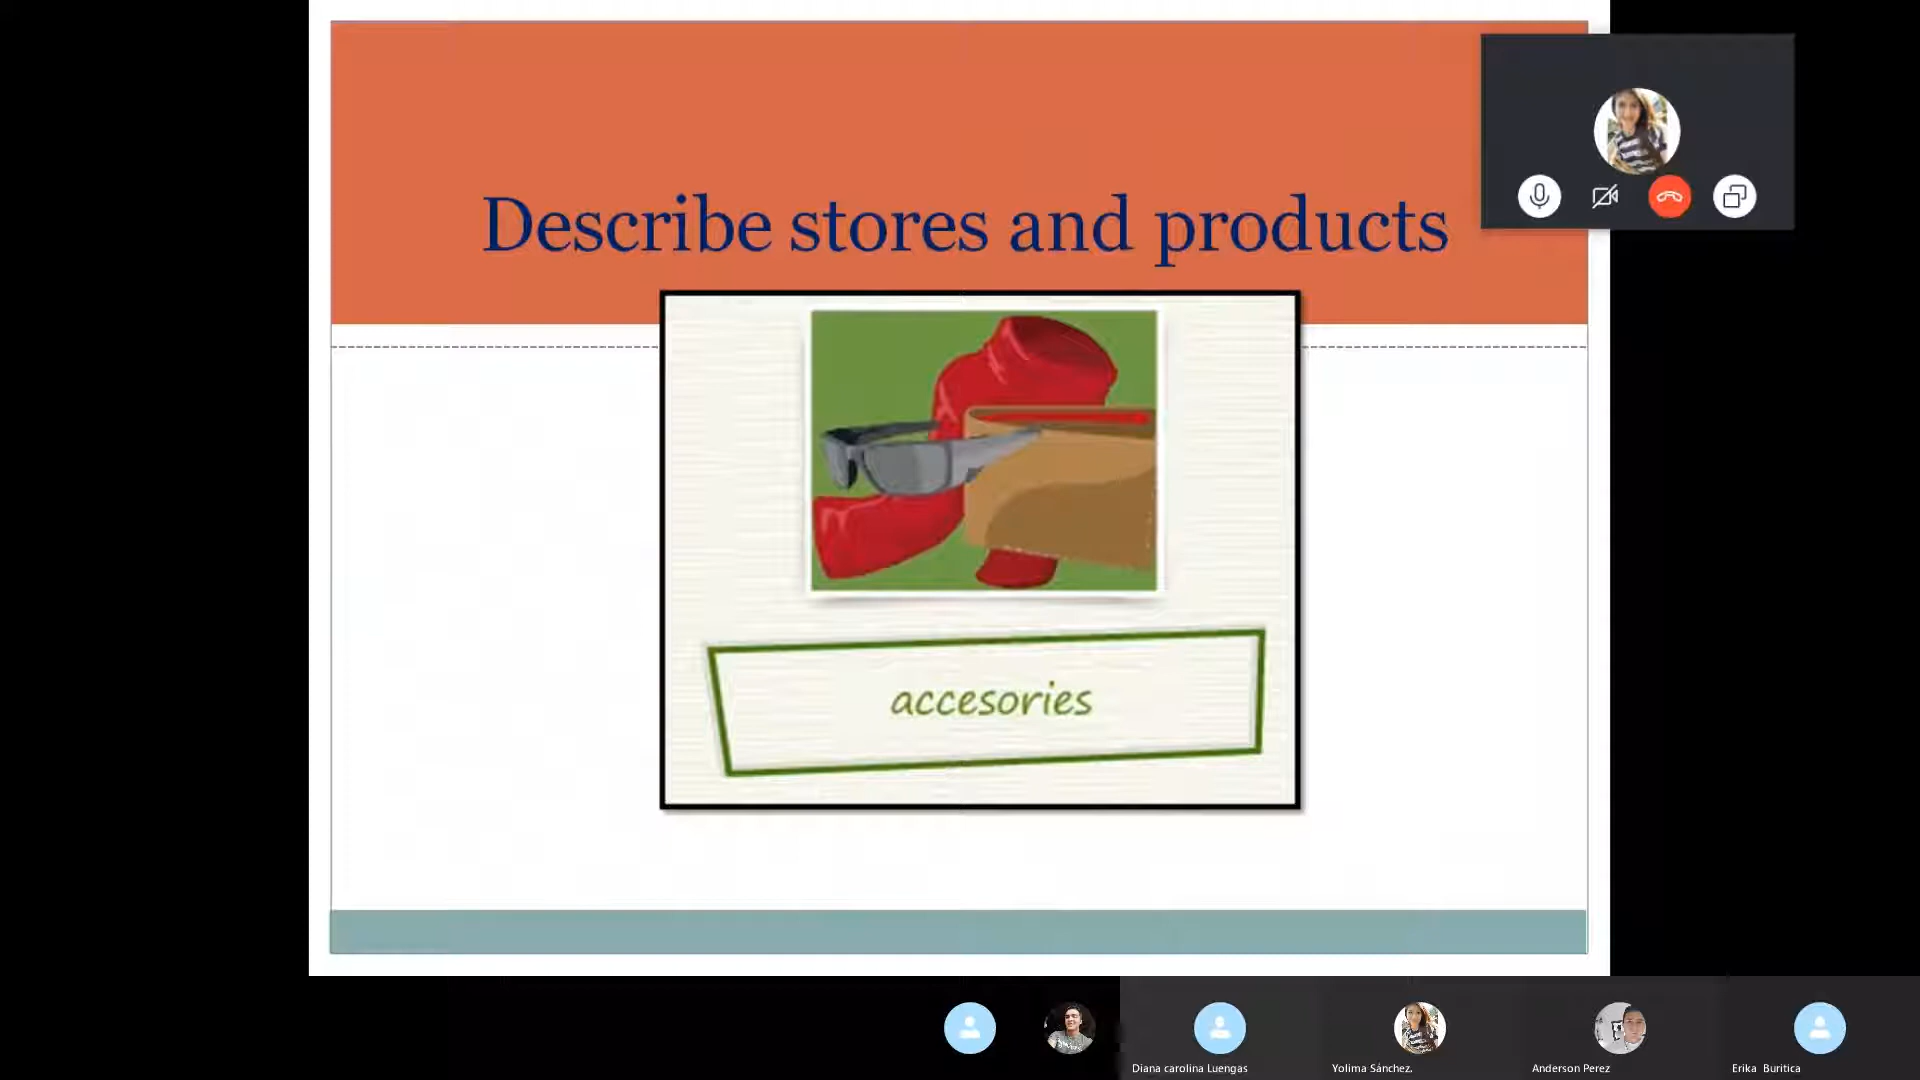 Describe stores and products
accesories
Diana carolina Luengas
Yolima Sánchez.
Anderson Perez
Erika Buritica